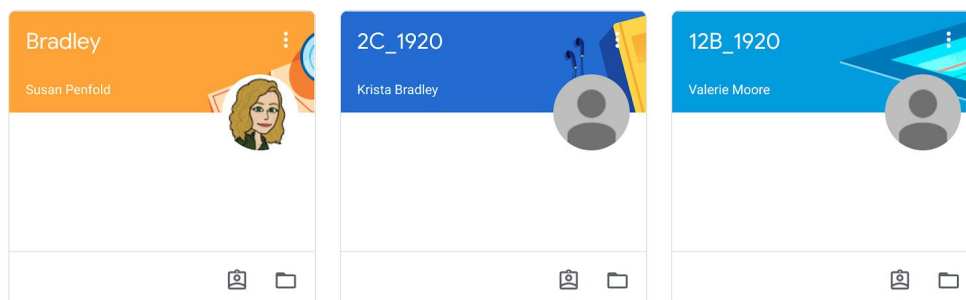 Bradley
Susan Penfold
2C_1920
Krista Bradley
12B_1920
Valerie Moore